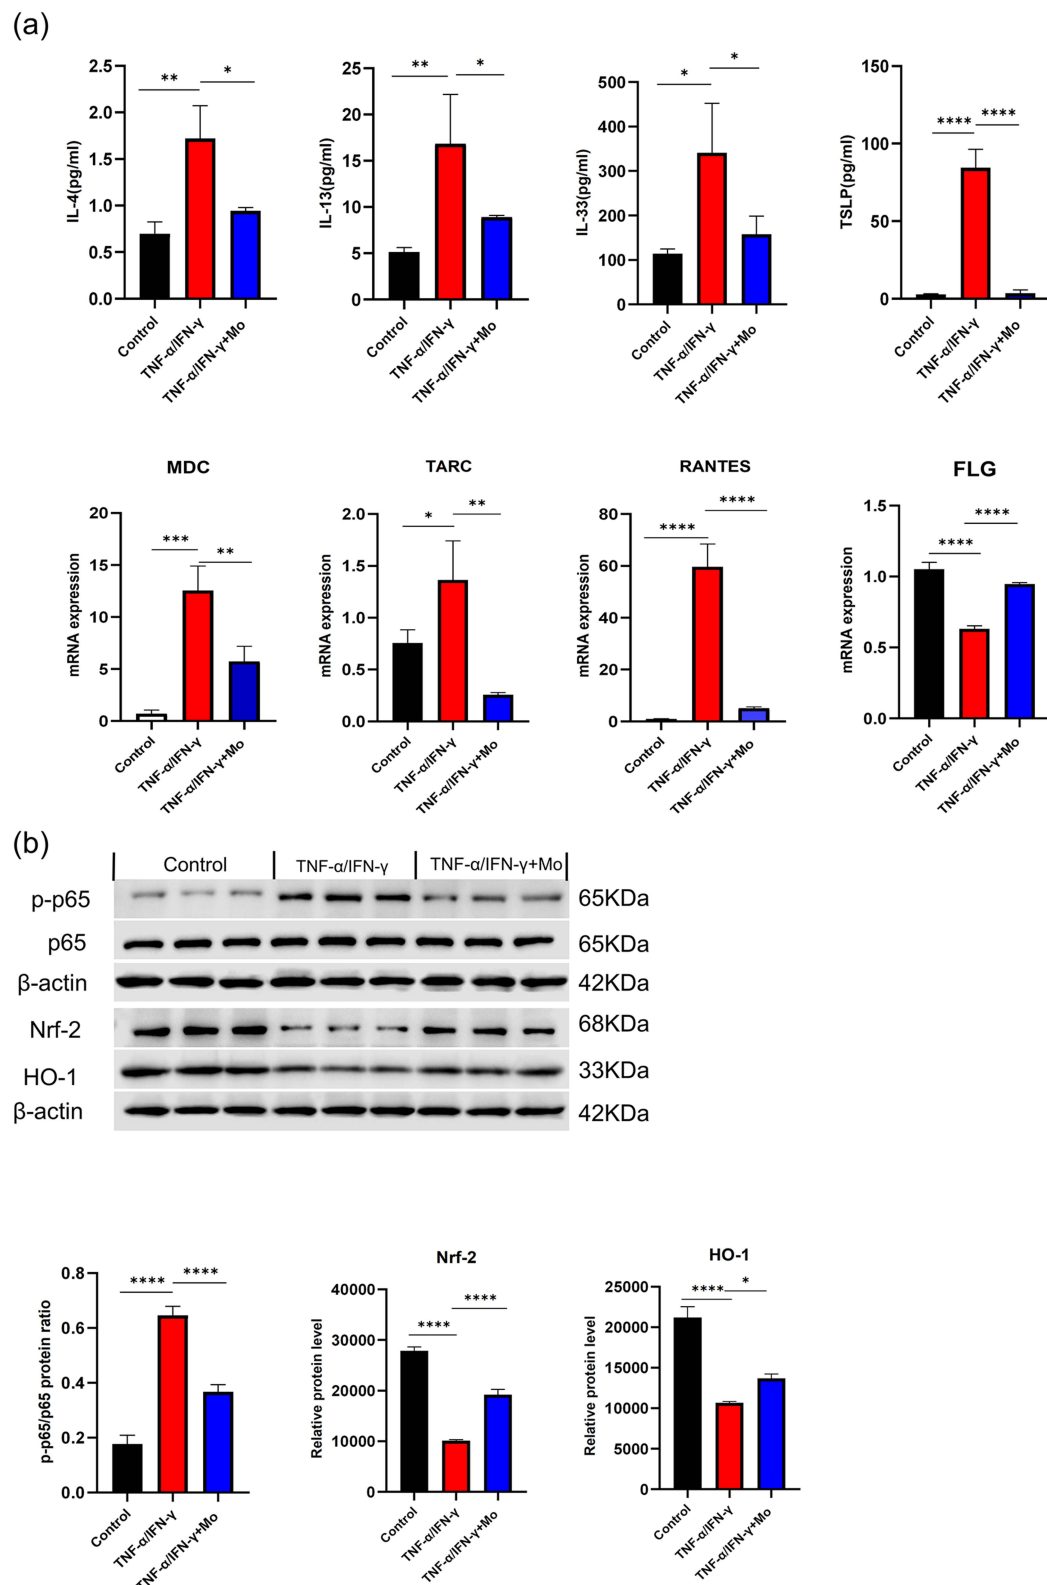 (a)
** *
2.5
2.0
1.5
1.0
0.5
0.0
IL-4(pg/ml)
Control
TNF-α/IFN-γ
TNF-α/IFN-γ+Mo
** *
25
20
15
10
5
0
IL-13(pg/ml)
Control
TNF-α/IFN-γ
TNF-α/IFN-γ+Mo
* *
500
400
300
200
100
0
IL-33(pg/ml)
Control
TNF-α/IFN-γ
TNF-α/IFN-γ+Mo
**** ****
150
100
50
0
TSLP(pg/ml)
Control
TNF-α/IFN-γ
TNF-α/IFN-γ+Mo
MDC
*** **
20
15
10
5
0
mRNA expression
Control
TNF-α/IFN-γ
TNF-α/IFN-γ+Mo
TARC
* **
2.0
1.5
1.0
0.5
0.0
mRNA expression
Control
TNF-α/IFN-γ
TNF-α/IFN-γ+Mo
RANTES
**** ****
80
60
40
20
0
mRNA expression
Control
TNF-α/IFN-γ
TNF-α/IFN-γ+Mo
FLG
**** ****
1.5
1.0
0.5
0.0
mRNA expression
Control
TNF-α/IFN-γ
TNF-α/IFN-γ+Mo
(b)
Control TNF-α/IFN-γ TNF-α/IFN-γ+Mo
p-p65 65KDa
p65 65KDa
β-actin 42KDa
Nrf-2 68KDa
HO-1 33KDa
β-actin 42KDa
**** ****
0.8
0.6
0.4
0.2
0.0
p-p65/p65 protein ratio
Control
TNF-α/IFN-γ
TNF-α/IFN-γ+Mo
Nrf-2
**** ****
40000
30000
20000
10000
0
Relative protein level
Control
TNF-α/IFN-γ
TNF-α/IFN-γ+Mo
HO-1
**** *
25000
20000
15000
10000
5000
0
Relative protein level
Control
TNF-α/IFN-γ
TNF-α/IFN-γ+Mo